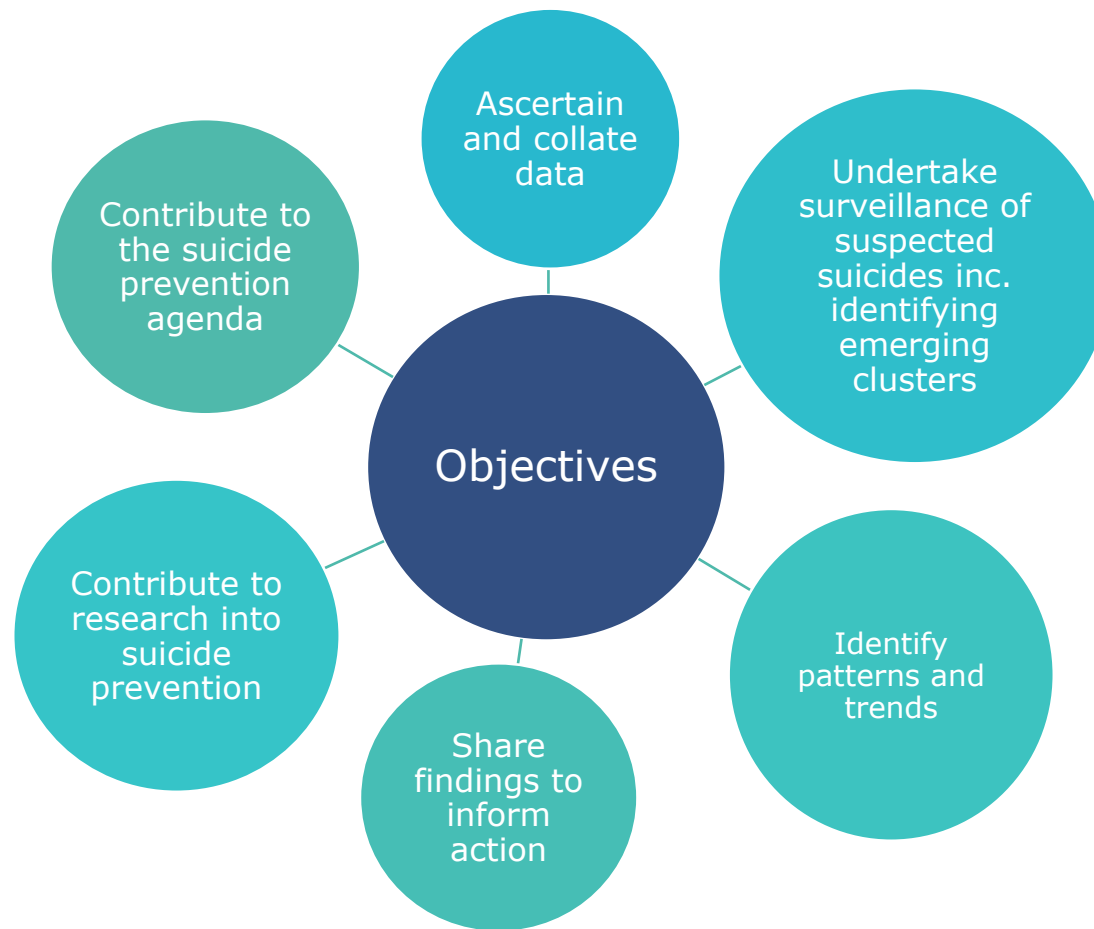 Ascertain
and collate
data
Undertake
surveillance of
suspected
suicides inc.
identifying
emerging
clusters
Identify
patterns and
trends
Share
findings to
inform
action
Contribute to
research into
suicide
prevention
Contribute to
the suicide
prevention
agenda
Objectives